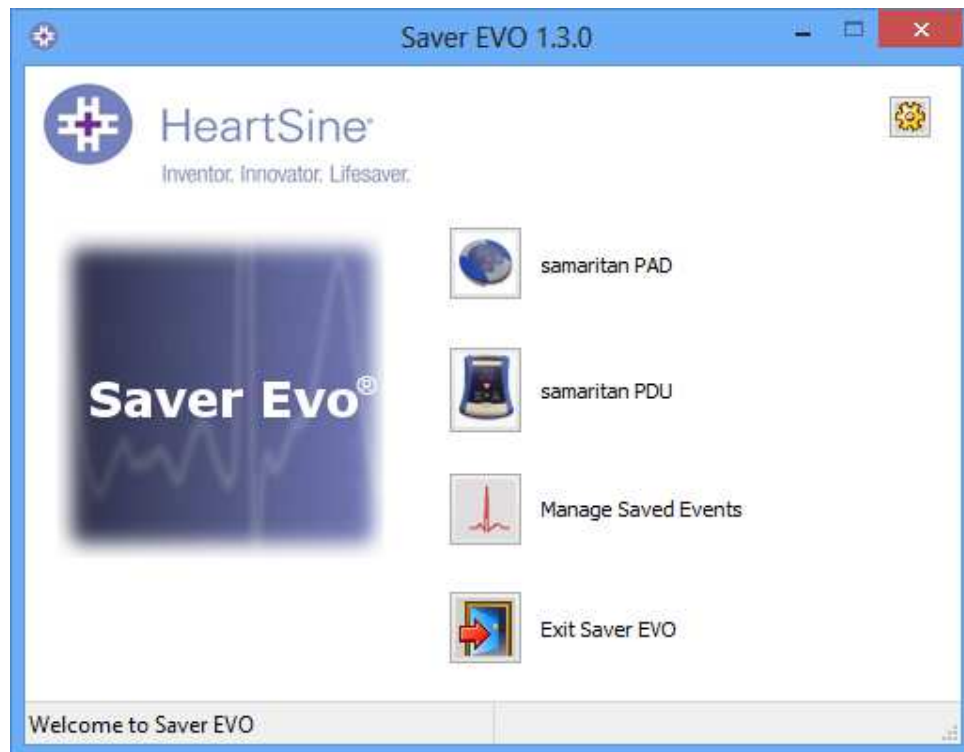 Saver EVO 1.3.0
HeartSine
Inventor. Innovator. Lifesaver.
samaritan PAD
Saver Evo®
samaritan PDU
Manage Saved Events
Exit Saver EVO
Welcome to Saver EVO